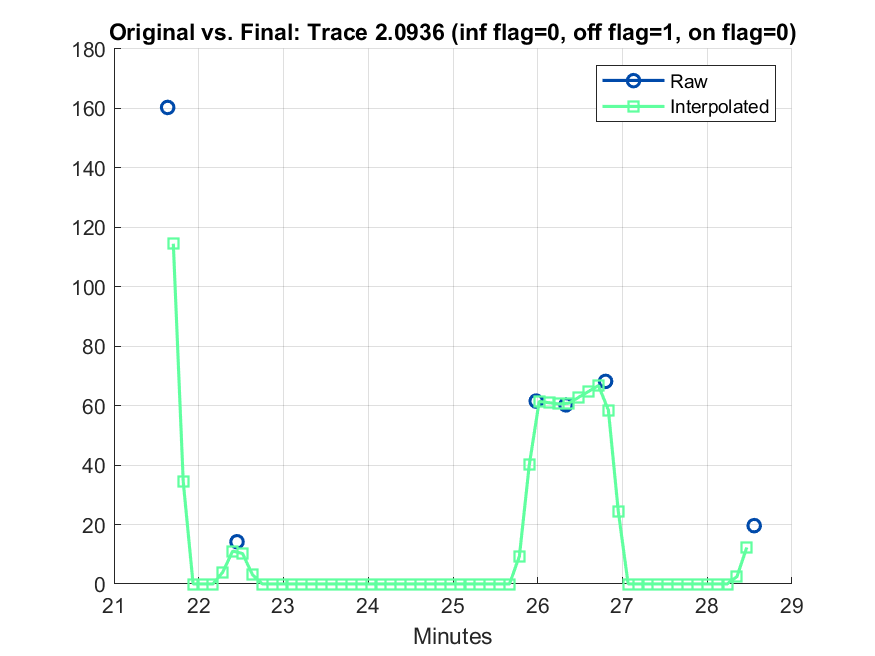 Original vs. Final: Trace 2.0936 (inf flag=0, off flag=1, on flag=0)
180
160
140
120
100
80
60
40
20
0
Raw
Interpolated
21 22 23 24 25 26 27 28 29
Minutes